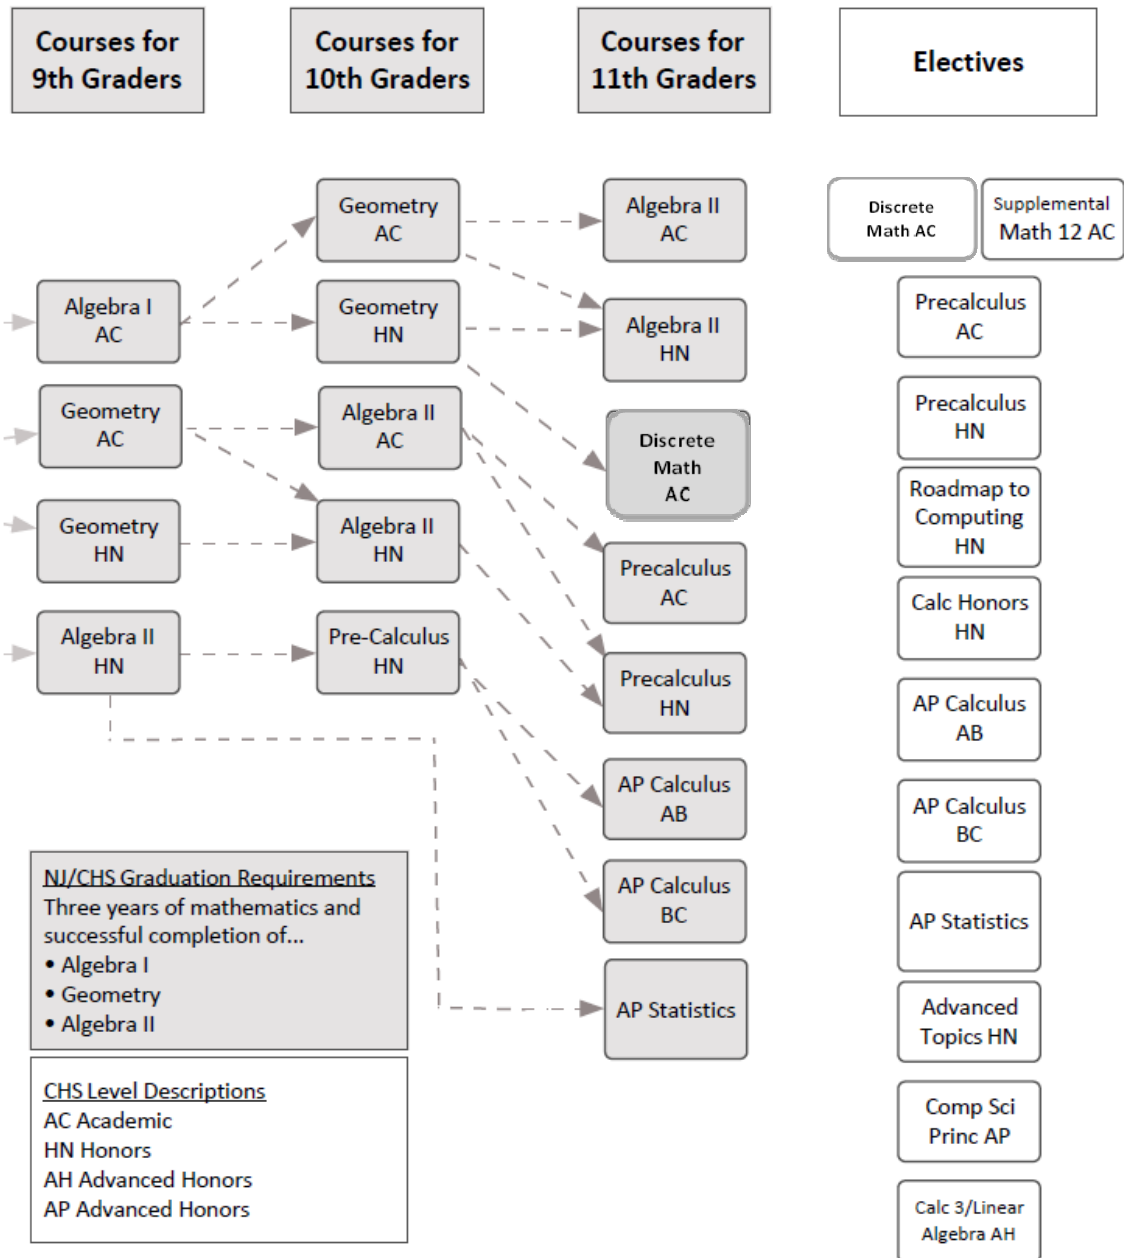 Courses for
9th Graders
Courses for
10th Graders
Courses for
11th Graders
Electives
Algebra I
AC
Geometry
AC
Geometry
HN
Algebra II
HN
Geometry
AC
Geometry
HN
Algebra II
AC
Algebra II
HN
Pre-Calculus
HN
Algebra II
AC
Algebra II
HN
Discrete
Math
AC
Precalculus
AC
Precalculus
HN
AP Calculus
AB
AP Calculus
BC
AP Statistics
Discrete
Math AC
Supplemental
Math 12 AC
Precalculus
AC
Precalculus
HN
Roadmap to
Computing
HN
Calc Honors
HN
AP Calculus
AB
AP Calculus
BC
AP Statistics
Advanced
Topics HN
Comp Sci
Princ AP
Calc 3/Linear
Algebra AH
NJ/CHS Graduation Requirements
Three years of mathematics and
successful completion of...
• Algebra I
• Geometry
• Algebra II
CHS Level Descriptions
AC Academic
HN Honors
AH Advanced Honors
AP Advanced Honors